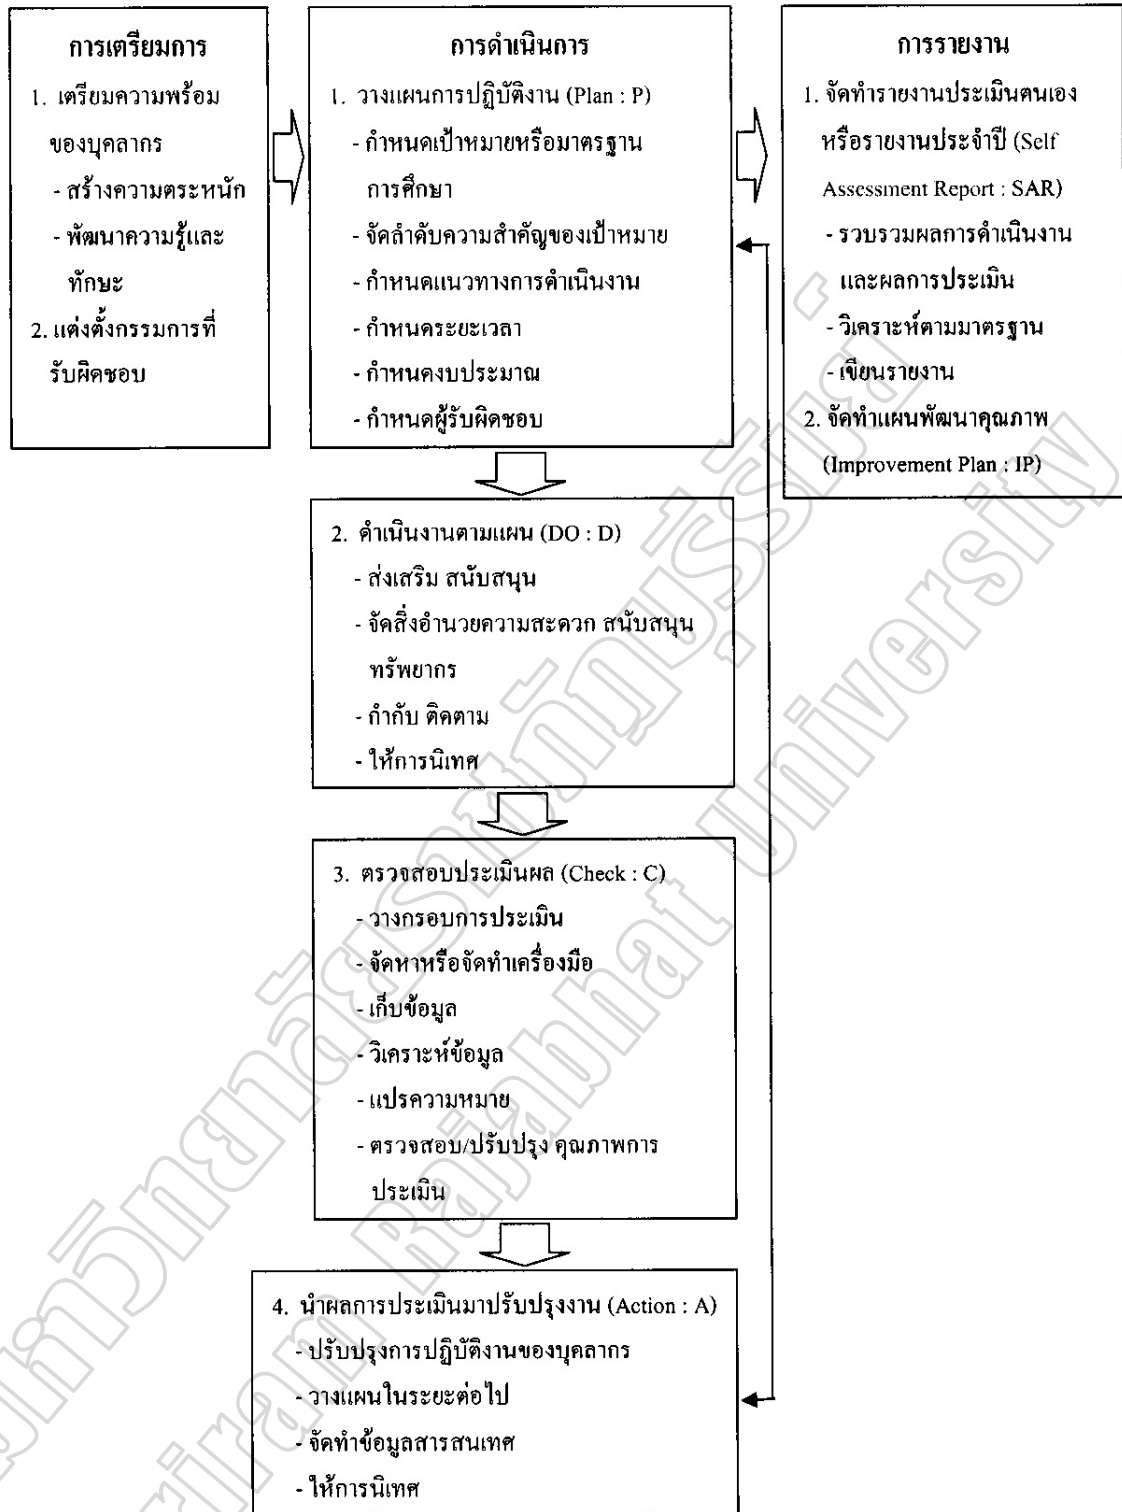 การเตรียมการ
1. เตรียมความพร้อม
ของบุคลากร
- สร้างความตระหนัก
- พัฒนาความรู้และ
ทักษะ
2. แต่งตั้งกรรมการที่
รับผิดชอบ
การดำเนินการ
1. วางแผนการปฏิบัติงาน (Plan : P)
- กำหนดเป้าหมายหรือมาตรฐาน
การศึกษา
- จัดลำดับความสำคัญของเป้าหมาย
- กำหนดแนวทางการดำเนินงาน
- กำหนดระยะเวลา
- กำหนดงบประมาณ
- กำหนดผู้รับผิดชอบ
การรายงาน
1. จัดทำรายงานประเมินตนเอง
หรือรายงานประจำปี (Self
Assessment Report : SAR)
- รวบรวมผลการดำเนินงาน
และผลการประเมิน
- วิเคราะห์ตามมาตรฐาน
- เขียนรายงาน
2. จัดทำแผนพัฒนาคุณภาพ
(Improvement Plan : IP)
2. ดำเนินงานตามแผน (DO : D)
- ส่งเสริม สนับสนุน
- จัดสิ่งอำนวยความสะดวก สนับสนุน
ทรัพยากร
- กำกับ ติดตาม
- ให้การนิเทศ
3. ตรวจสอบประเมินผล (Check : C)
- วางกรอบการประเมิน
- จัดหาหรือจัดทำเครื่องมือ
- เก็บข้อมูล
- วิเคราะห์ข้อมูล
- แปรความหมาย
- ตรวจสอบ/ปรับปรุง คุณภาพการ
ประเมิน
4. นำผลการประเมินมาปรับปรุงงาน (Action : A)
- ปรับปรุงการปฏิบัติงานของบุคลากร
- วางแผนในระยะต่อไป
- จัดทำข้อมูลสารสนเทศ
- ให้การนิเทศ
มหาวิทยาลัยราชภัฏบุรีรัมย์
Buriram Rajabhat University